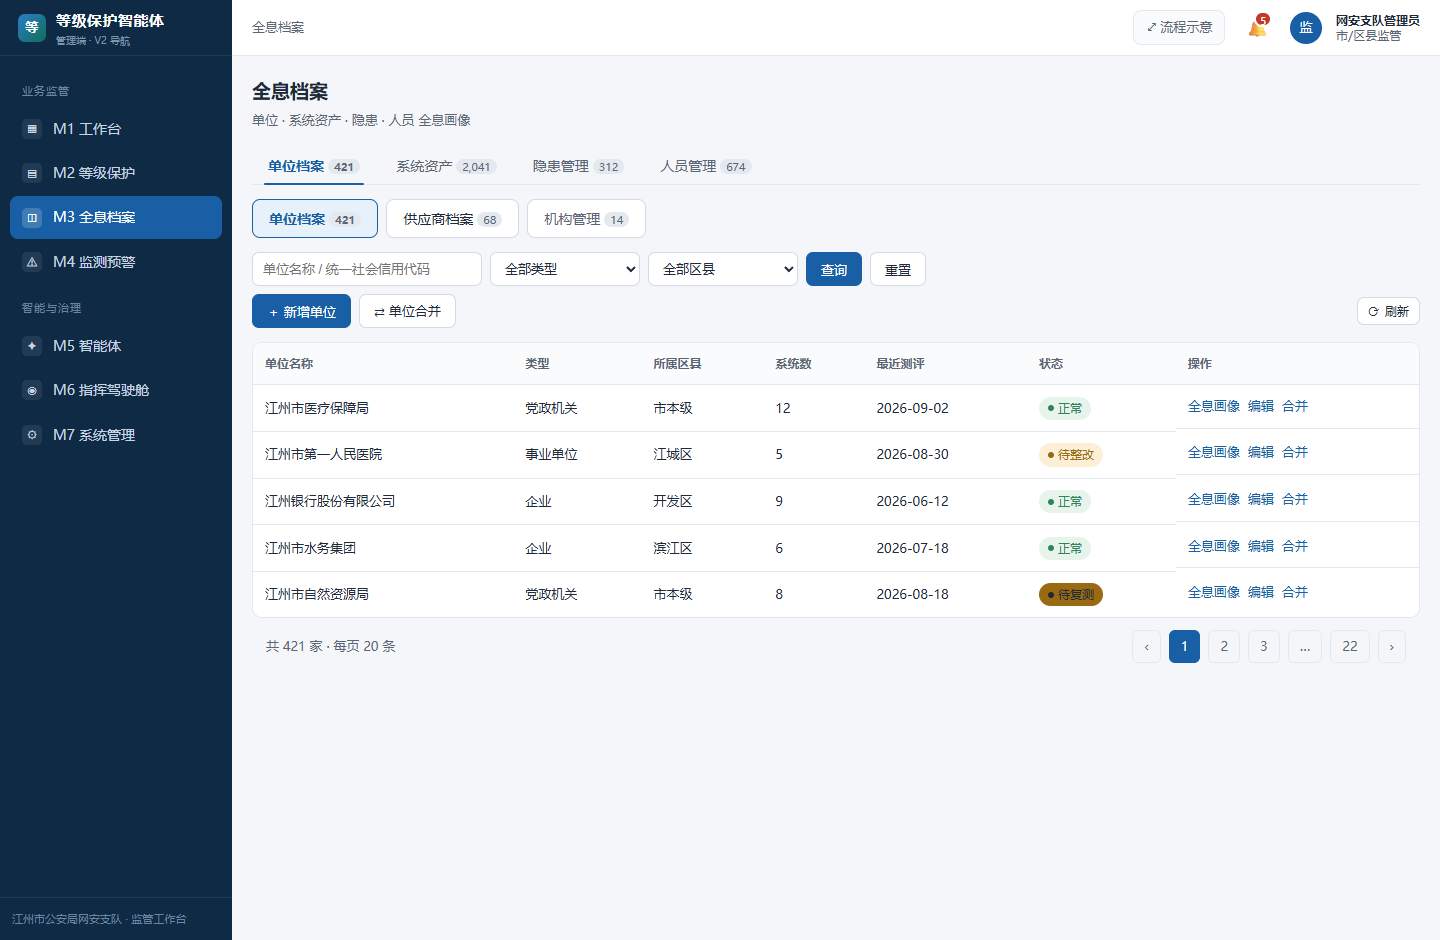 等 等级保护智能体
管理端 · V2 导航
业务监管
M1 工作台
M2 等级保护
M3 全息档案
M4 监测预警
智能与治理
M5 智能体
M6 指挥驾驶舱
M7 系统管理
江州市公安局网安支队 · 监管工作台
全息档案
⤢ 流程示意
5
监
网安支队管理员
市/区县监管
全息档案
单位 · 系统资产 · 隐患 · 人员 全息画像
单位档案 421 系统资产 2,041 隐患管理 312 人员管理 674
单位档案 421 供应商档案 68 机构管理 14
单位名称 / 统一社会信用代码 全部类型 全部区县 查询 重置
+ 新增单位 ⇄ 单位合并 ⟳ 刷新
单位名称 类型 所属区县 系统数 最近测评 状态 操作
江州市医疗保障局 党政机关 市本级 12 2026-09-02 正常 全息画像 编辑 合并
江州市第一人民医院 事业单位 江城区 5 2026-08-30 待整改 全息画像 编辑 合并
江州银行股份有限公司 企业 开发区 9 2026-06-12 正常 全息画像 编辑 合并
江州市水务集团 企业 滨江区 6 2026-07-18 正常 全息画像 编辑 合并
江州市自然资源局 党政机关 市本级 8 2026-08-18 待复测 全息画像 编辑 合并
共 421 家 · 每页 20 条 ‹ 1 2 3 … 22 ›